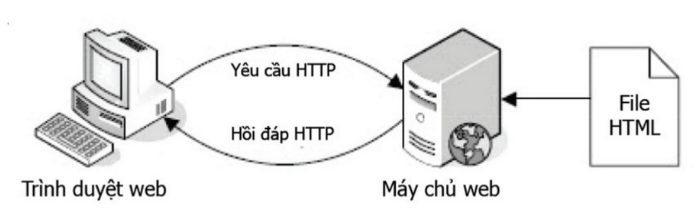 Yêu cầu HTTP
Hồi đáp HTTP
File
HTML
Trình duyệt web
Máy chủ web